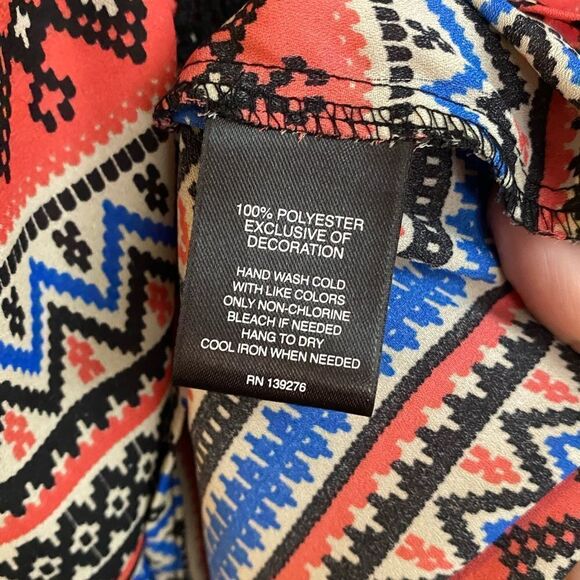 100% POLYESTER
EXCLUSIVE OF
DECORATION
HAND WASH COLD
WITH LIKE COLORS
ONLY NON-CHLORINE
BLEACH IF NEEDED
HANG TO DRY
COOL IRON WHEN NEEDED
RN 139276